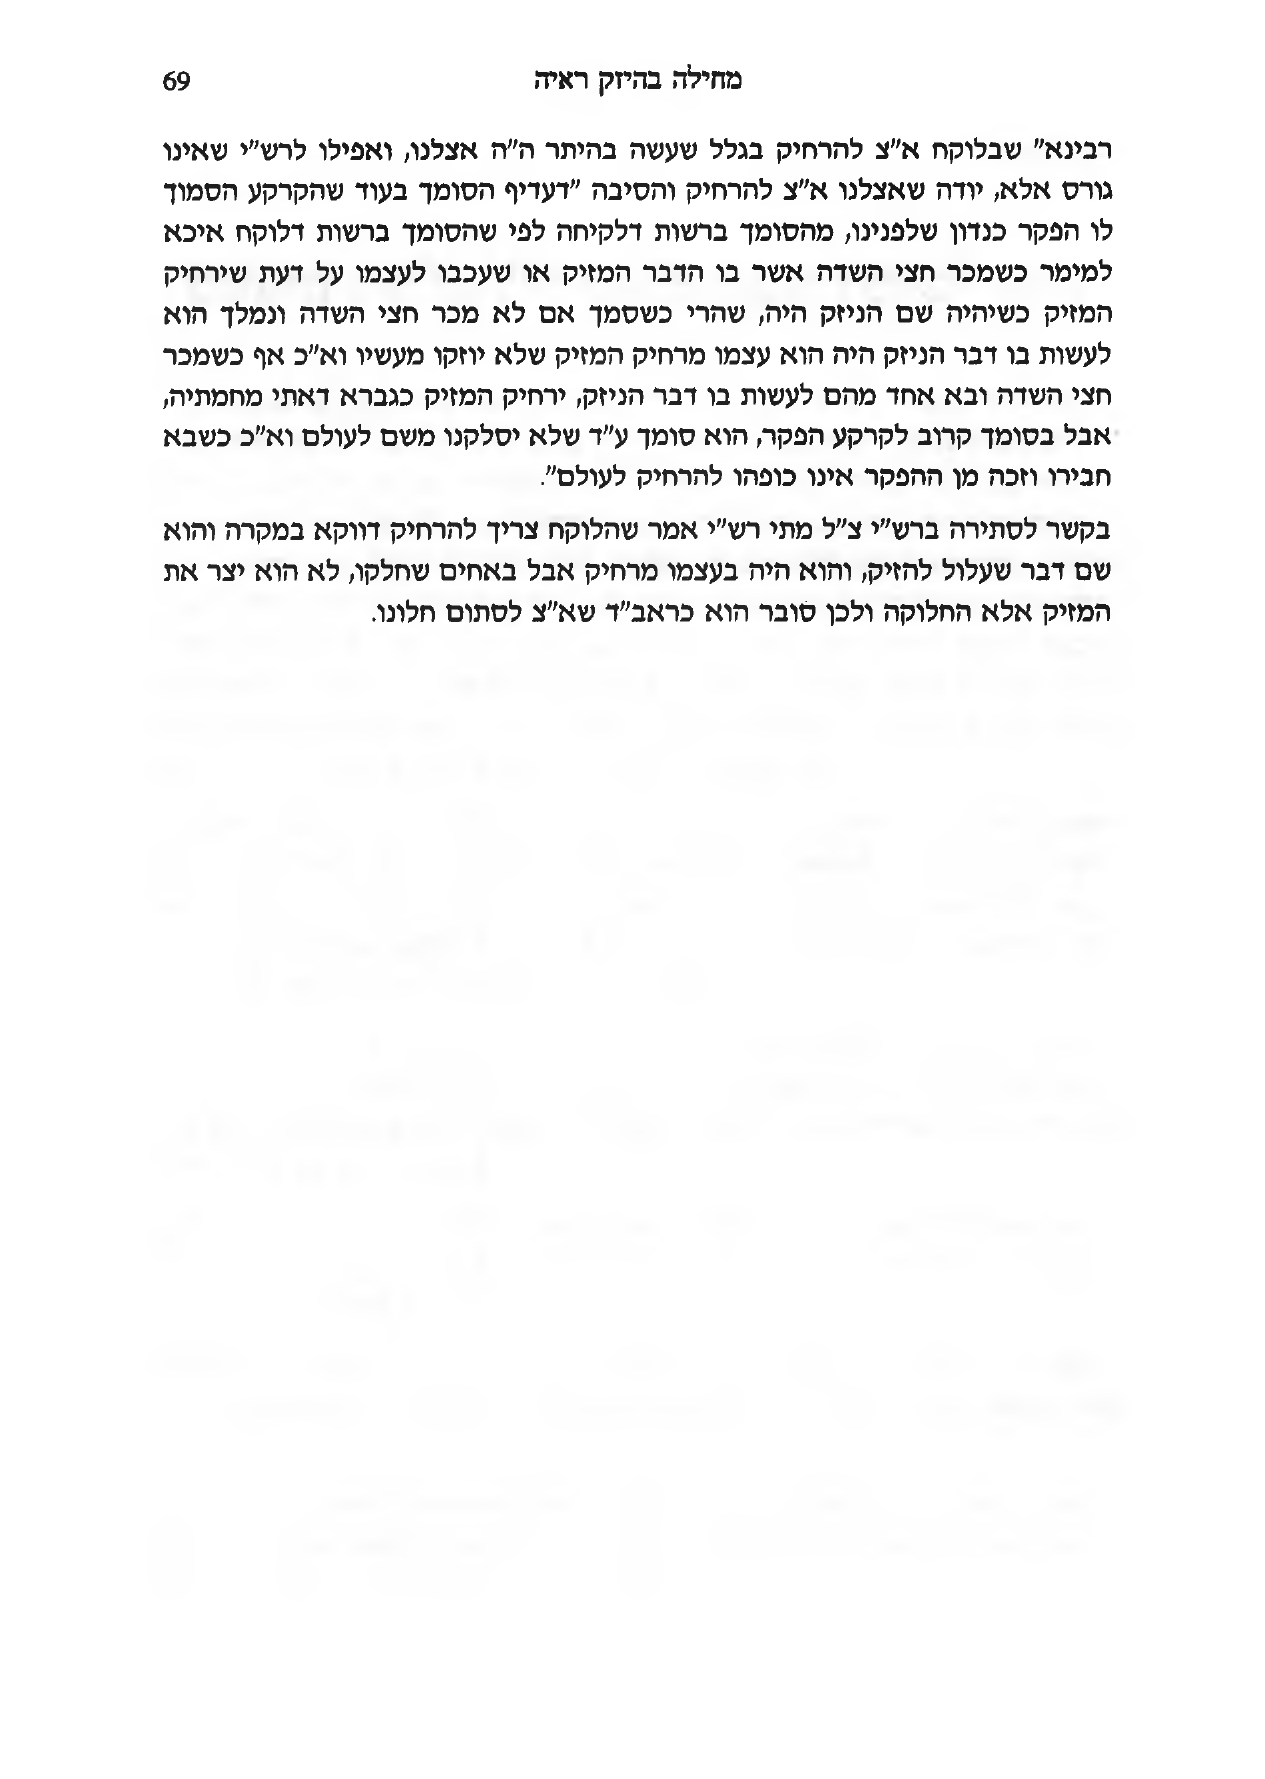 מחילה בהיזק ראיה 69
רבינא" שבלוקח א"צ להרחיק בגלל שעשה בהיתר ה"ה אצלנו, ואפילו לרש"י שאינו
גורס אלא, יודה שאצלנו א"צ להרחיק והסיבה "דעדיף הסומך בעוד שהקרקע הסמוך
לו הפקר כנדון שלפנינו, מהסומך ברשות דלקיחה לפי שהסומך ברשות דלוקח איכא
למימר כשמכר חצי השדה אשר בו הדבר המזיק או שעכבו לעצמו על דעת שירחיק
המזיק כשיהיה שם הניזק היה, שהרי כשסמך אם לא מכר חצי השדה ונמלך הוא
לעשות בו דבר הניזק היה הוא עצמו מרחיק המזיק שלא יוזקו מעשיו וא"כ אף כשמכר
חצי השדה ובא אחד מהם לעשות בו דבר הניזק, ירחיק המזיק כגברא דאתי מחמתיה,
אבל בסומך קרוב לקרקע הפקר, הוא סומך ע"ד שלא יסלקנו משם לעולם וא"כ כשבא
חבירו וזכה מן ההפקר אינו כופהו להרחיק לעולם".
בקשר לסתירה ברש"י צ"ל מתי רש"י אמר שהלוקח צריך להרחיק דווקא במקרה והוא
שם דבר שעלול להזיק, והוא היה בעצמו מרחיק אבל באחים שחלקו, לא הוא יצר את
המזיק אלא החלוקה ולכן סובר הוא כראב"ד שא"צ לסתום חלונו.